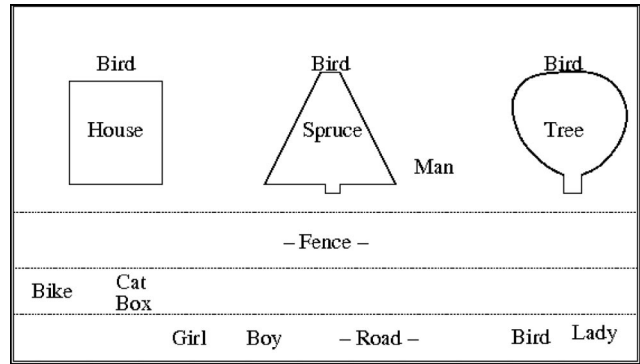 Bird Bird Bird
House Spruce Tree
Man
– Fence –
Bike Cat
Box
Girl Boy – Road – Bird Lady